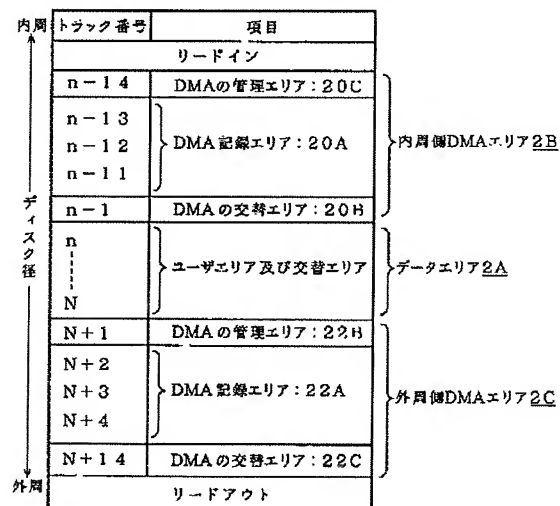 内周
トラック番号 項目
リードイン
n-14 DMAの管理エリア:20C
n-13
n-12 DMA記録エリア:20A
n-11
内周側DMAエリア2B
n-1 DMAの交替エリア:20B
ディスク径
n
ユーザエリア及び交替エリア
データエリア2A
N
N+1 DMAの管理エリア:22B
N+2
N+3 DMA記録エリア:22A
N+4
外周側DMAエリア2C
N+14 DMAの交替エリア:22C
外周
リードアウト